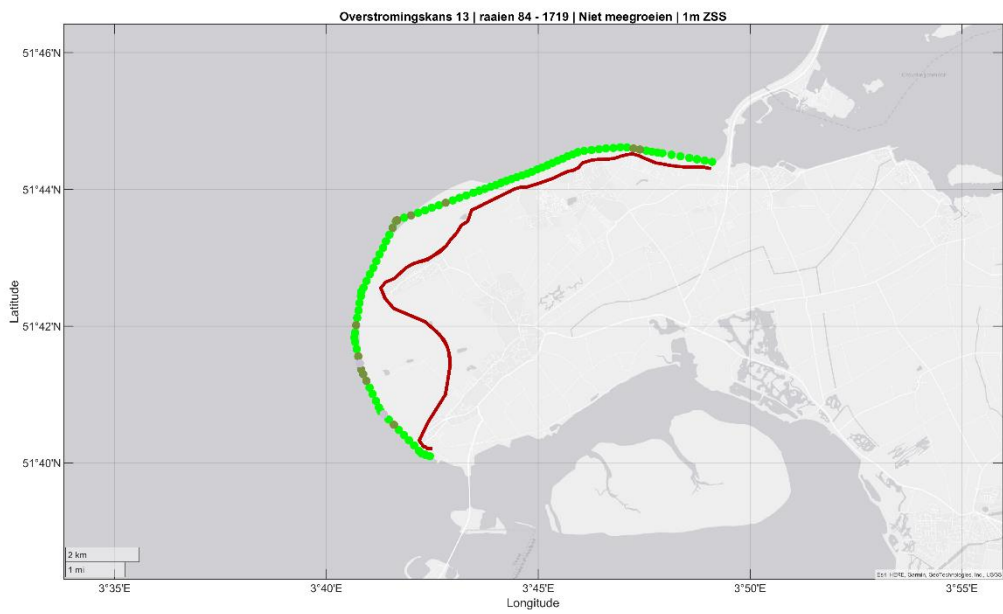 Overstromingskans 13 | raaien 84 - 1719 | Niet meegroeien | 1m ZSS
51°46'N
51°44'N
51°42'N
51°40'N
Latitude
2 km
1 mi
Esri, HERE, Garmin, GeoTechnologies, Inc., USGS
3°35'E
3°40'E
3°45'E
3°50'E
3°55'E
Longitude